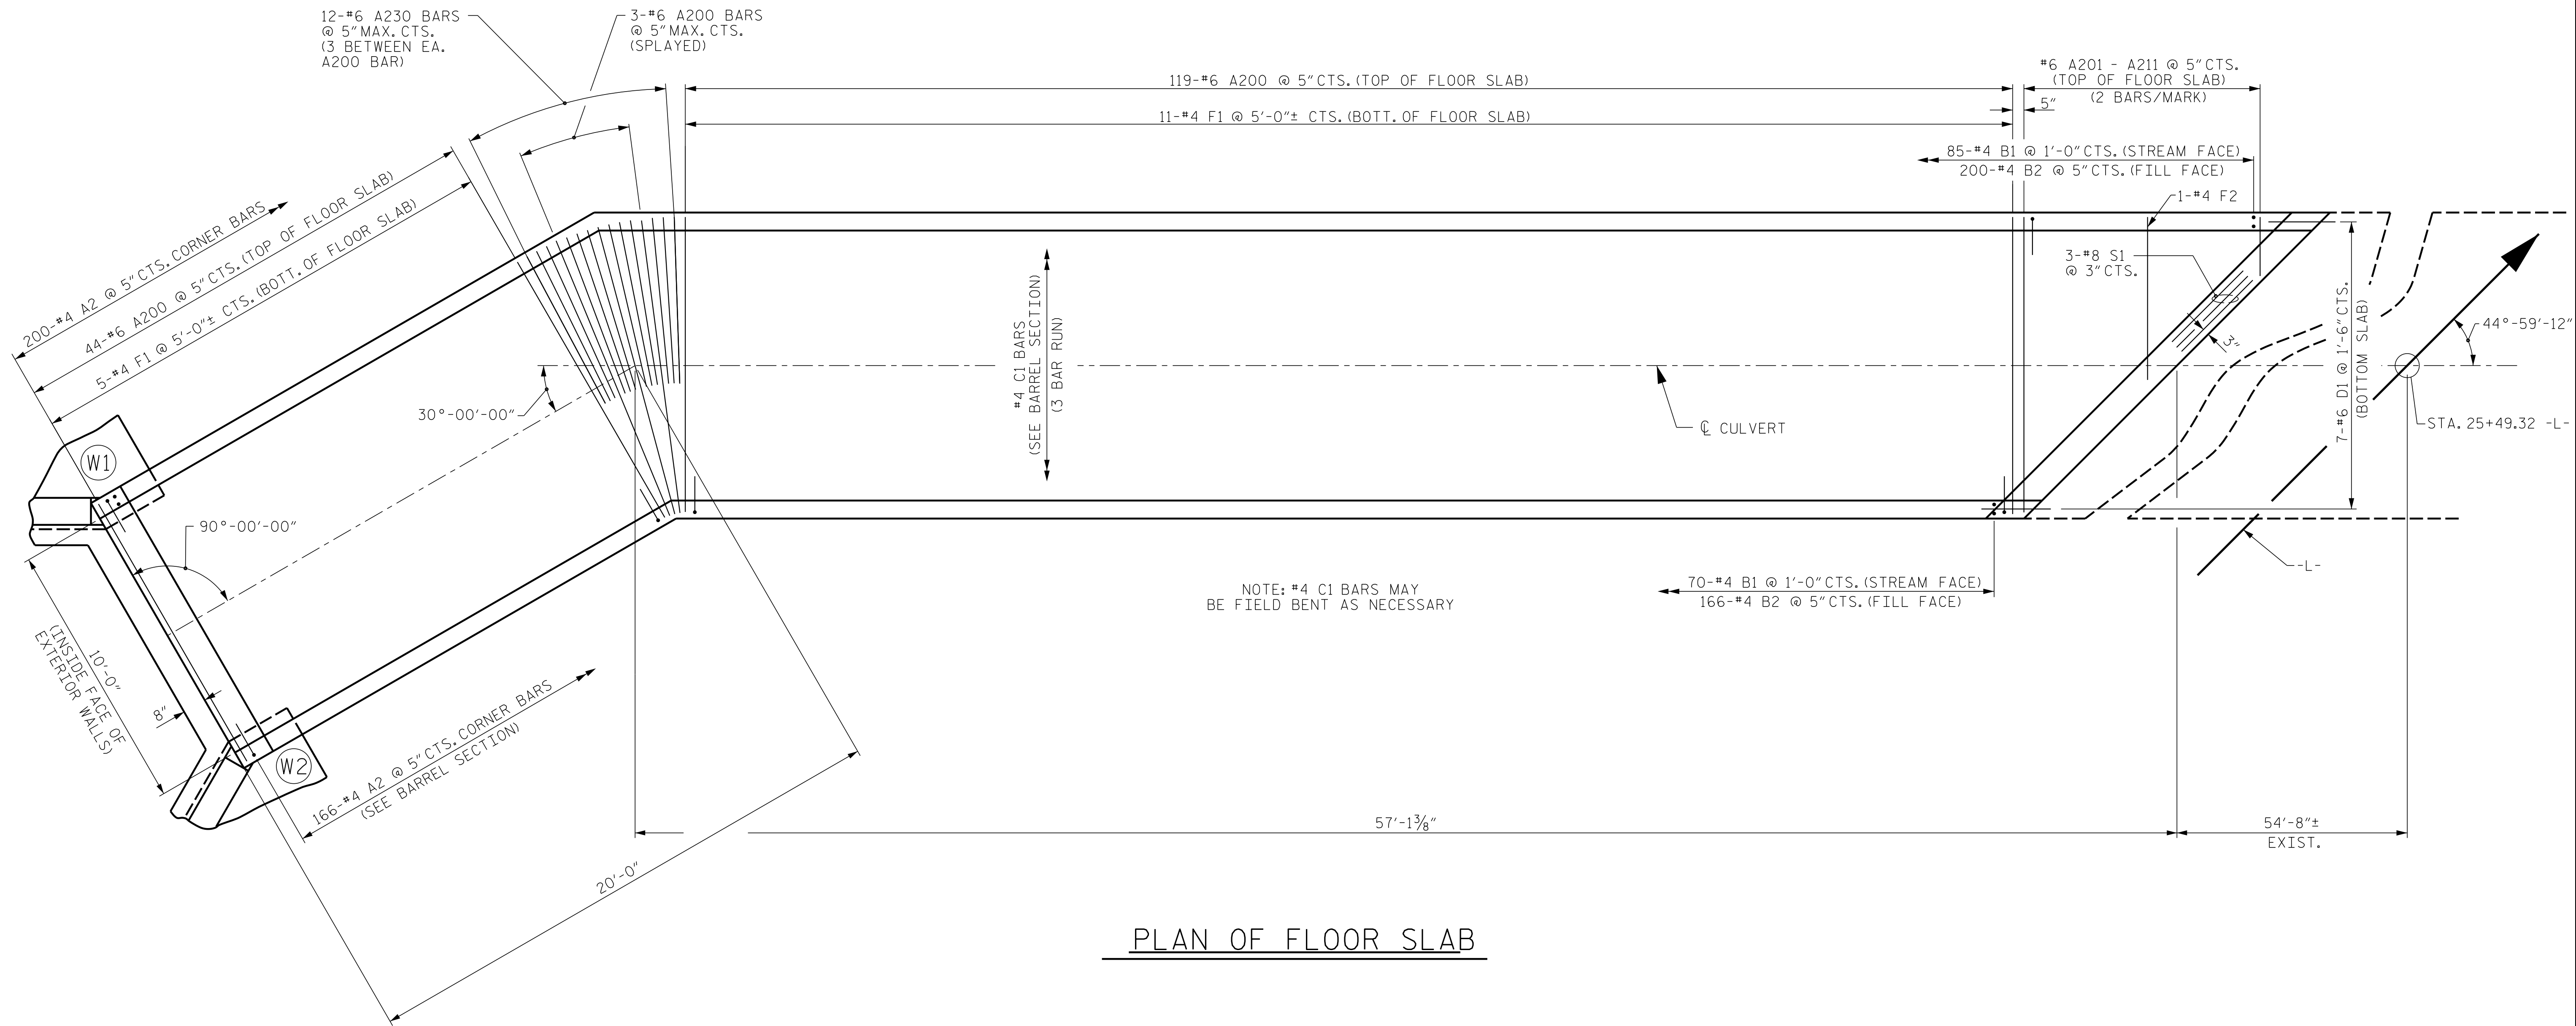 12-#6 A230 BARS
@ 5" MAX. CTS.
(3 BETWEEN EA.
A200 BAR)
3-#6 A200 BARS
@ 5" MAX. CTS.
(SPLAYED)
119-#6 A200 @ 5" CTS. (TOP OF FLOOR SLAB)
11-#4 F1 @ 5'-0"± CTS. (BOTT. OF FLOOR SLAB)
#6 A201 - A211 @ 5" CTS.
(TOP OF FLOOR SLAB)
(2 BARS/MARK)
5"
85-#4 B1 @ 1'-0" CTS. (STREAM FACE)
200-#4 B2 @ 5" CTS. (FILL FACE)
1-#4 F2
3-#8 S1
@ 3" CTS.
3"
7-#6 D1 @ 1'-6" CTS.
(BOTTOM SLAB)
44°-59'-12"
STA. 25+49.32 -L-
-L-
200-#4 A2 @ 5" CTS. CORNER BARS
44-#6 A200 @ 5" CTS. (TOP OF FLOOR SLAB)
5-#4 F1 @ 5'-0"± CTS. (BOTT. OF FLOOR SLAB)
30°-00'-00"
#4 C1 BARS
(SEE BARREL SECTION)
(3 BAR RUN)
℄ CULVERT
W1
90°-00'-00"
10'-0"
(INSIDE FACE OF
EXTERIOR WALLS)
8"
W2
166-#4 A2 @ 5" CTS. CORNER BARS
(SEE BARREL SECTION)
NOTE: #4 C1 BARS MAY
BE FIELD BENT AS NECESSARY
70-#4 B1 @ 1'-0" CTS. (STREAM FACE)
166-#4 B2 @ 5" CTS. (FILL FACE)
57'-1⅜"
54'-8"±
EXIST.
20'-0"
PLAN OF FLOOR SLAB